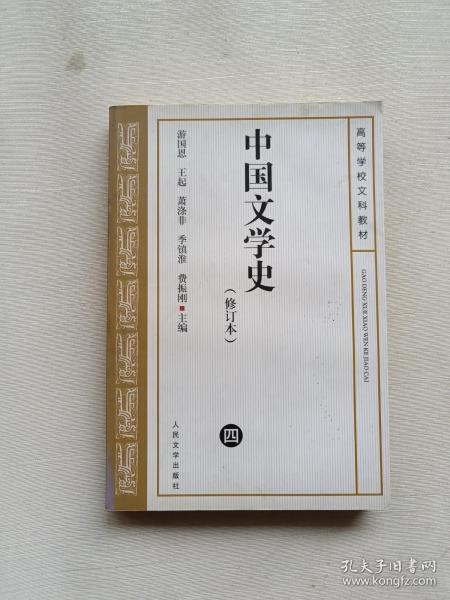 高等学校文科教材
GAO DENG XUE XIAO WEN KE JIAO CAI
中国文学史
（修订本）
四
游国恩 王起 萧涤非 季镇淮 费振刚 主编
人民文学出版社
孔夫子旧书网
www.kongfz.com